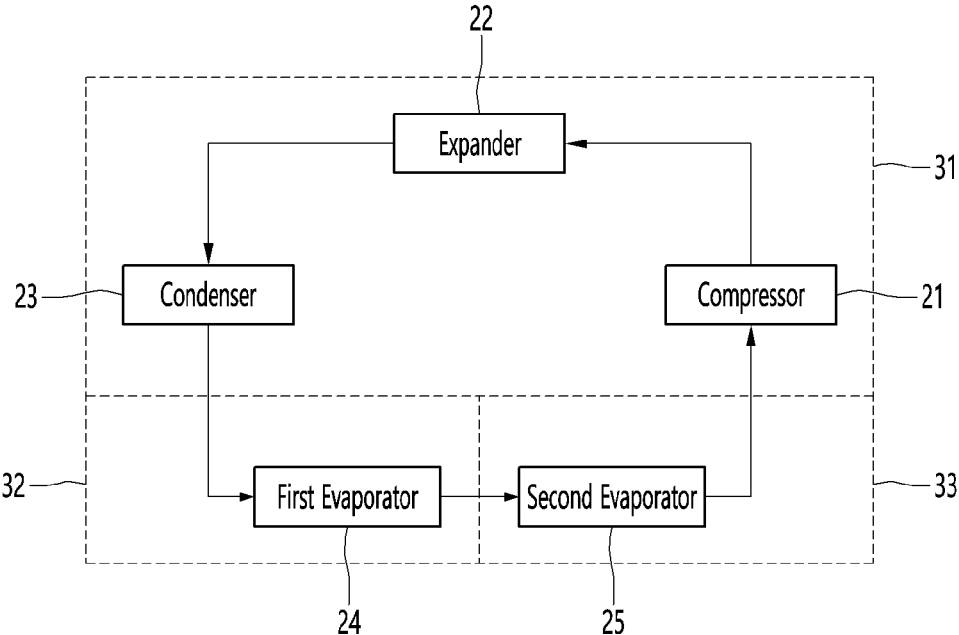 22
Expander
31
23
Condenser
Compressor
21
32
First Evaporator
Second Evaporator
33
24
25